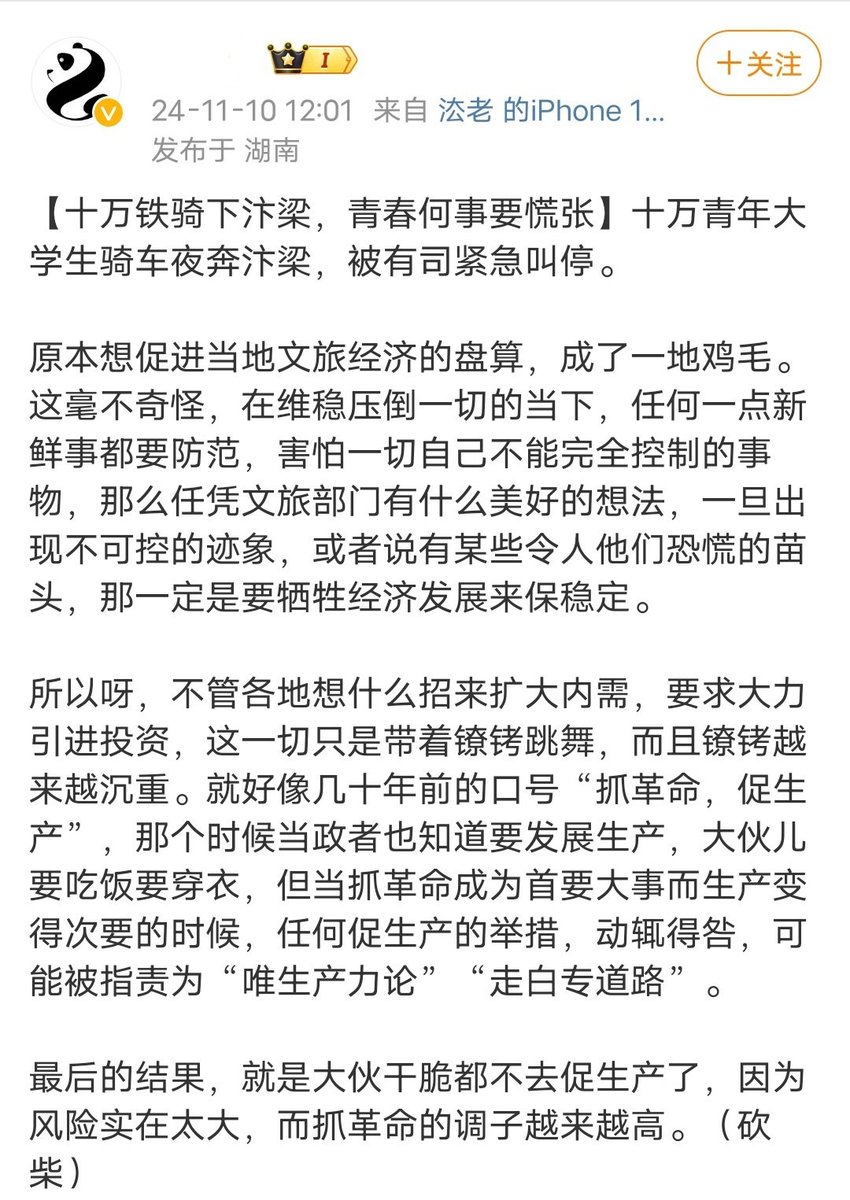 I
十关注
24-11-10 12:01 来自 浤老 的iPhone 1...
发布于 湖南
【十万铁骑下汴梁，青春何事要慌张】十万青年大
学生骑车夜奔汴梁，被有司紧急叫停。
原本想促进当地文旅经济的盘算，成了一地鸡毛。
这毫不奇怪，在维稳压倒一切的当下，任何一点新
鲜事都要防范，害怕一切自己不能完全控制的事
物，那么任凭文旅部门有什么美好的想法，一旦出
现不可控的迹象，或者说有某些令人他们恐慌的苗
头，那一定是要牺牲经济发展来保稳定。
所以呀，不管各地想什么招来扩大内需，要求大力
引进投资，这一切只是带着镣铐跳舞，而且镣铐越
来越沉重。就好像几十年前的口号“抓革命，促生
产”，那个时候当政者也知道要发展生产，大伙儿
要吃饭要穿衣，但当抓革命成为首要大事而生产变
得次要的时候，任何促生产的举措，动辄得咎，可
能被指责为“唯生产力论”“走白专道路”。
最后的结果，就是大伙干脆都不去促生产了，因为
风险实在太大，而抓革命的调子越来越高。（砍
柴）